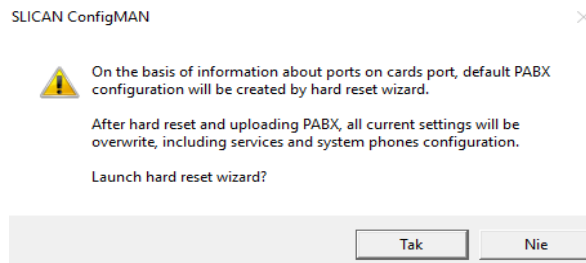 SLICAN ConfigMAN
On the basis of information about ports on cards port, default PABX
configuration will be created by hard reset wizard.
After hard reset and uploading PABX, all current settings will be
overwrite, including services and system phones configuration.
Launch hard reset wizard?
Tak
Nie